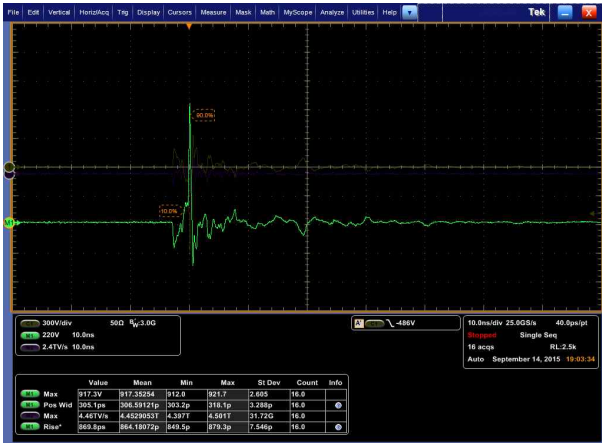 File Edit Vertical Horiz/Acq Trig Display Cursors Measure Mask Math MyScope Analyze Utilities Help Tek X
90.0%
10.0%
M1
300V/div 50Ω BW:3.0G
M1 220V 10.0ns
2.4TV/s 10.0ns
A' C1 -486V
10.0ns/div 25.0GS/s 40.0ps/pt
Stopped Single Seq
16 acqs RL:2.5k
Auto September 14, 2015 19:03:34
Value Mean Min Max St Dev Count Info
M1 Max 917.3V 917.35254 912.0 921.7 2.605 16.0
M1 Pos Wid 305.1ps 306.59121p 303.2p 318.1p 3.288p 16.0
Max 4.46TV/s 4.4529053T 4.397T 4.501T 31.72G 16.0
M1 Rise* 869.8ps 864.18072p 849.5p 879.3p 7.546p 16.0